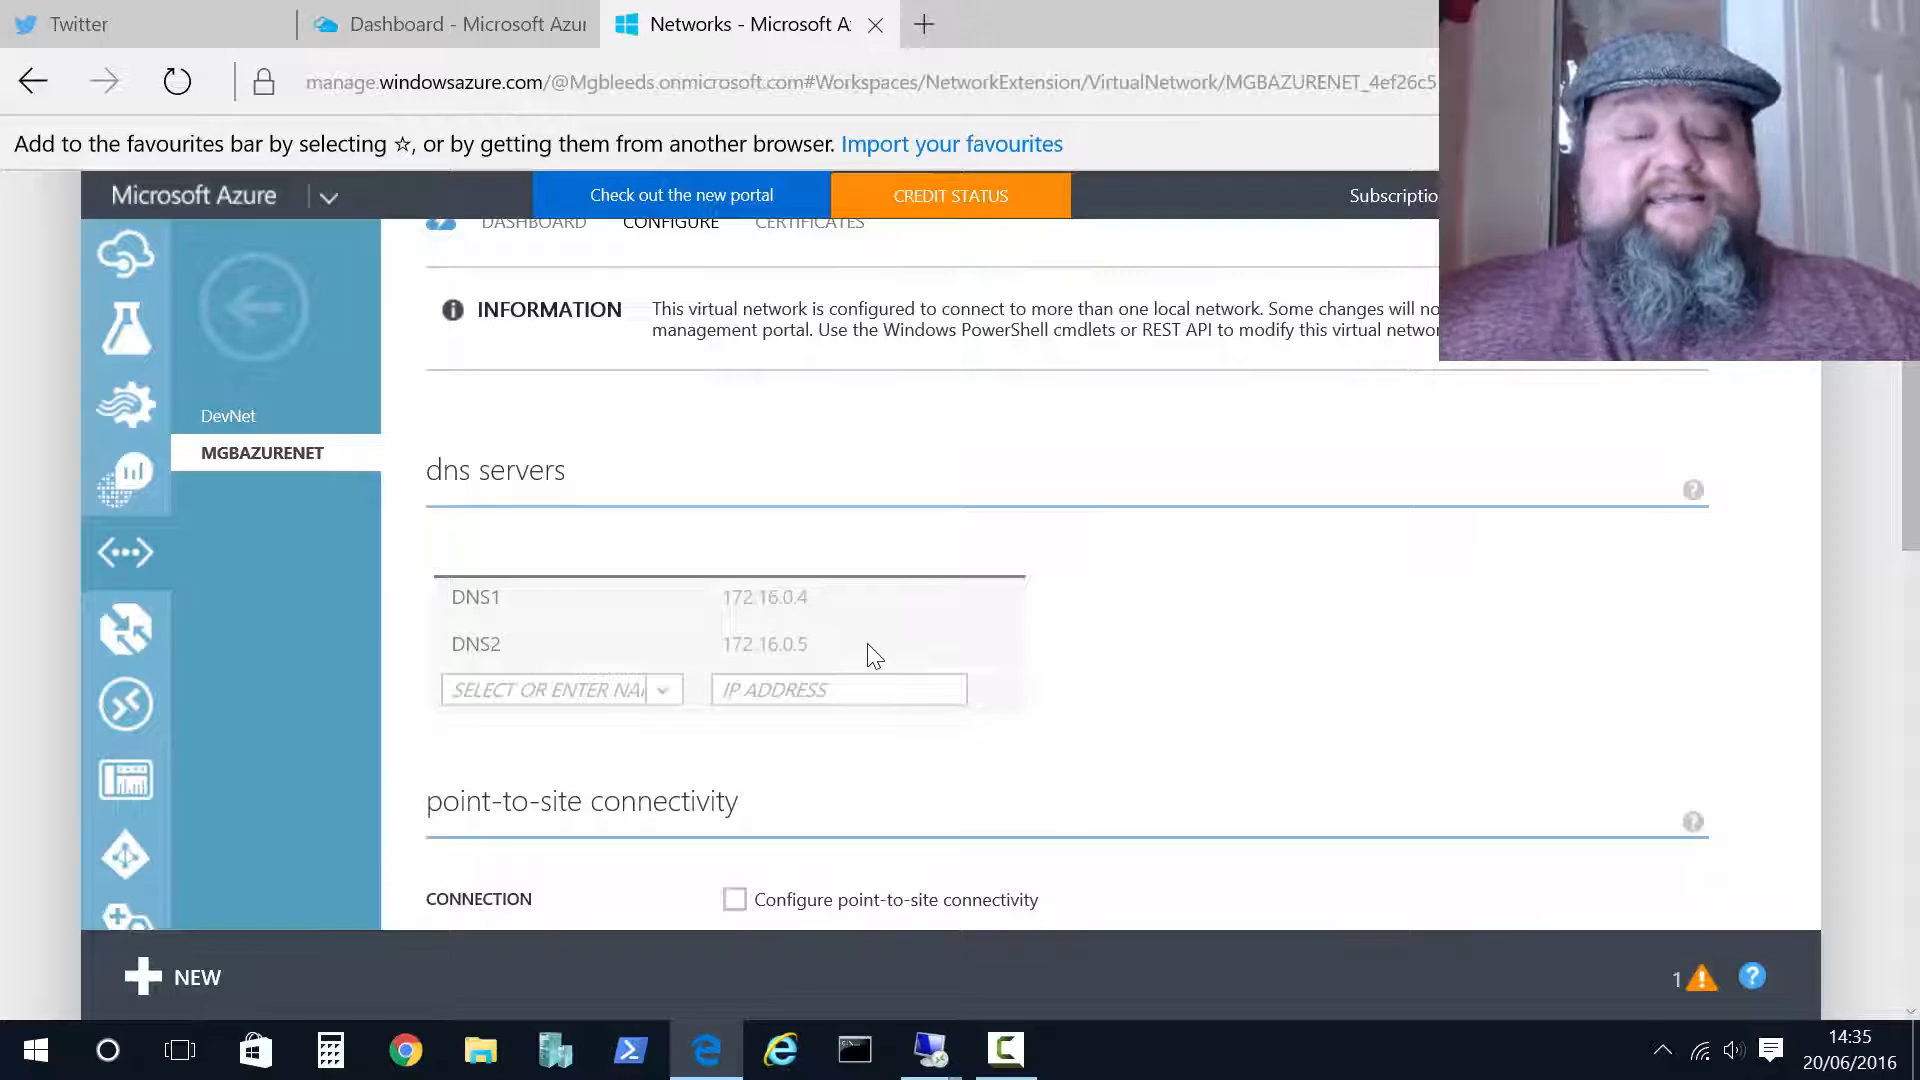 Twitter
Dashboard - Microsoft Azur
Networks - Microsoft A
manage.windowsazure.com/@Mgbleeds.onmicrosoft.com#Workspaces/NetworkExtension/VirtualNetwork/MGBAZURENET_4ef26c5
Add to the favourites bar by selecting ☆, or by getting them from another browser. Import your favourites
Microsoft Azure
Check out the new portal
CREDIT STATUS
Subscriptio
DASHBOARD CONFIGURE CERTIFICATES
INFORMATION
This virtual network is configured to connect to more than one local network. Some changes will no
management portal. Use the Windows PowerShell cmdlets or REST API to modify this virtual networ
DevNet
MGBAZURENET
dns servers
?
DNS1 172.16.0.4
DNS2 172.16.0.5
SELECT OR ENTER NA IP ADDRESS
point-to-site connectivity
?
CONNECTION Configure point-to-site connectivity
NEW
1
?
14:35
20/06/2016